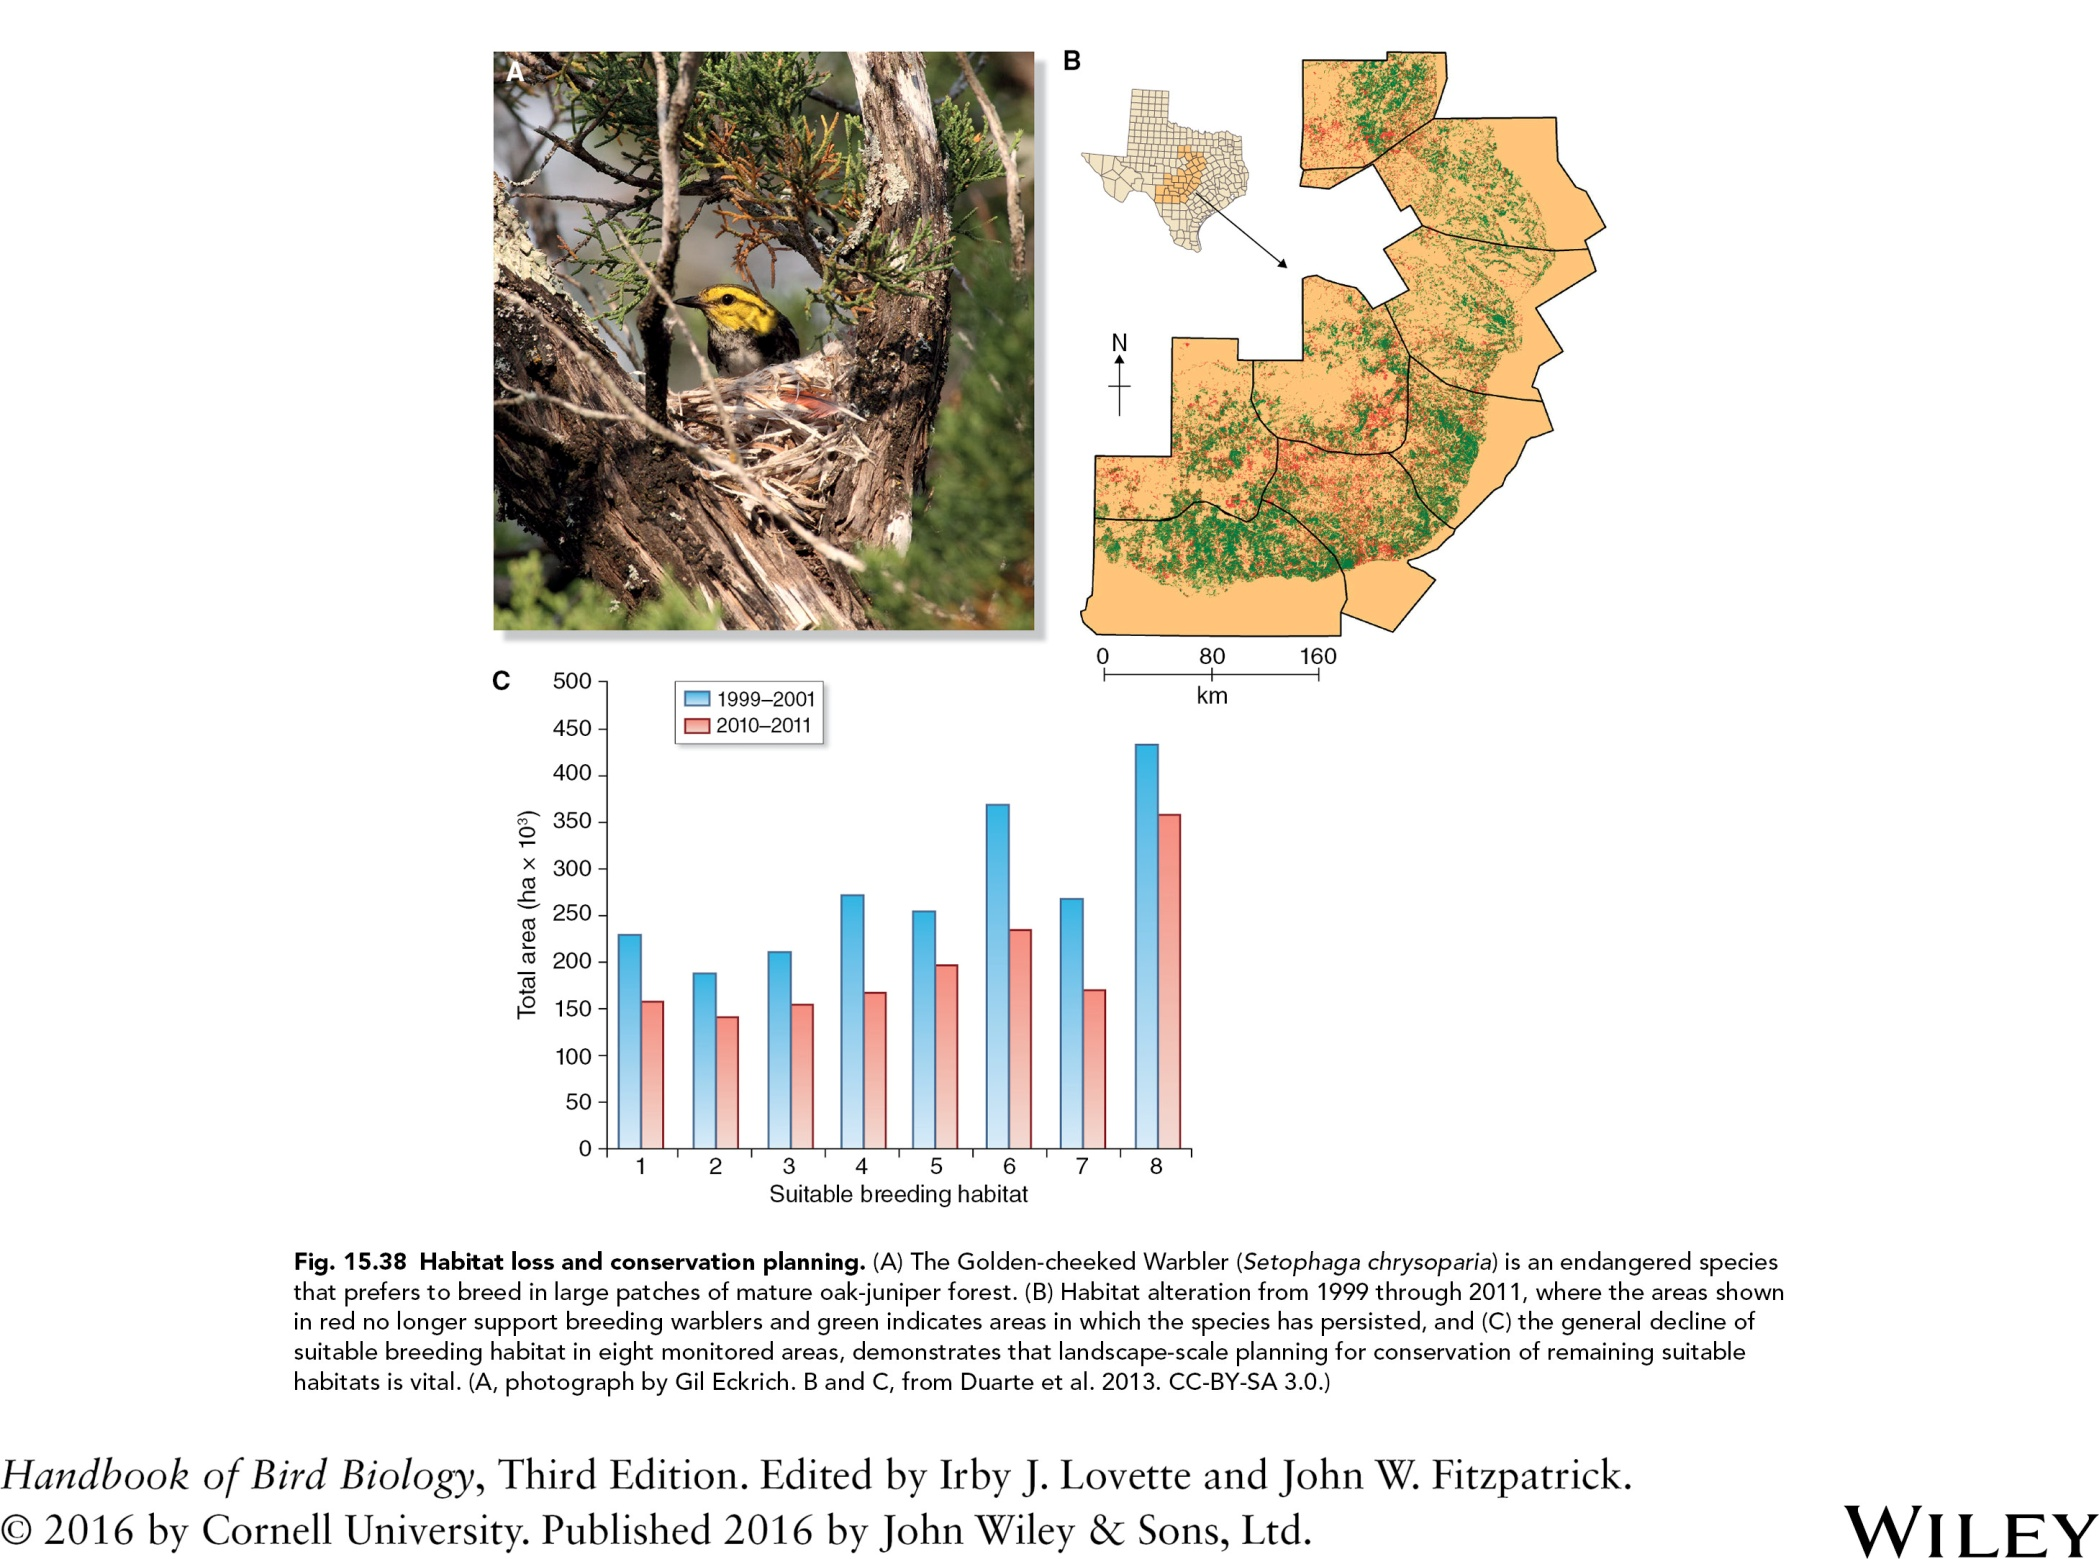 A
B
N
0 80 160
km
C
500
450
400
350
300
250
200
150
100
50
0
Total area (ha × 10³)
1999–2001
2010–2011
1 2 3 4 5 6 7 8
Suitable breeding habitat
Fig. 15.38 Habitat loss and conservation planning. (A) The Golden-cheeked Warbler (Setophaga chrysoparia) is an endangered species
that prefers to breed in large patches of mature oak-juniper forest. (B) Habitat alteration from 1999 through 2011, where the areas shown
in red no longer support breeding warblers and green indicates areas in which the species has persisted, and (C) the general decline of
suitable breeding habitat in eight monitored areas, demonstrates that landscape-scale planning for conservation of remaining suitable
habitats is vital. (A, photograph by Gil Eckrich. B and C, from Duarte et al. 2013. CC-BY-SA 3.0.)
Handbook of Bird Biology, Third Edition. Edited by Irby J. Lovette and John W. Fitzpatrick.
© 2016 by Cornell University. Published 2016 by John Wiley & Sons, Ltd.
WILEY